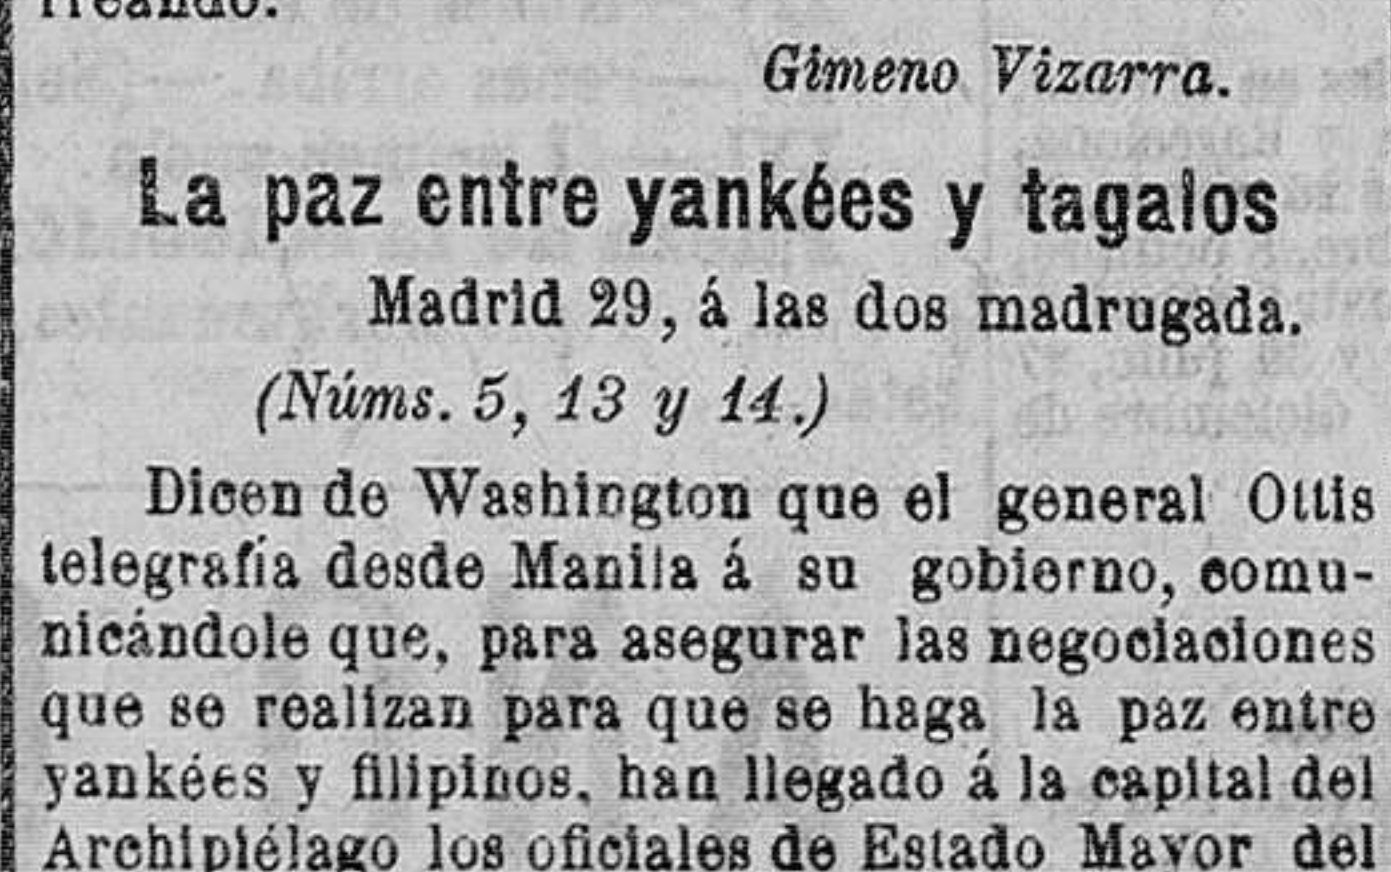 rreando.
Gimeno Vizarra.
La paz entre yankées y tagalos
Madrid 29, á las dos madrugada.
(Núms. 5, 13 y 14.)
Dicen de Washington que el general Ottis
telegrafía desde Manila á su gobierno, comu-
nicándole que, para asegurar las negociaciones
que se realizan para que se haga la paz entre
yankées y filipinos, han llegado á la capital del
Archipiélago los oficiales de Estado Mayor del